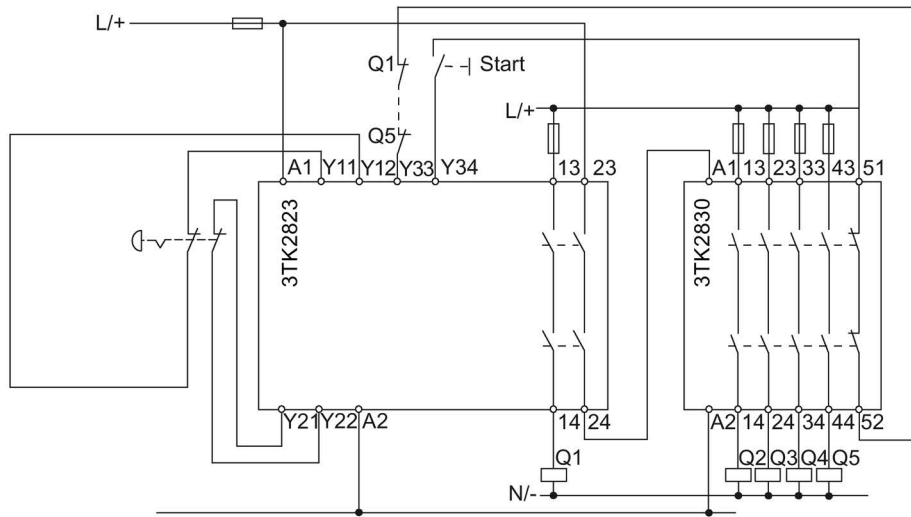 L/+
Q1
Start
L/+
Q5
A1 Y11 Y12 Y33 Y34 13 23 A1 13 23 33 43 51
3TK2823
3TK2830
Y21 Y22 A2 14 24 A2 14 24 34 44 52
Q1 Q2 Q3 Q4 Q5
N/-